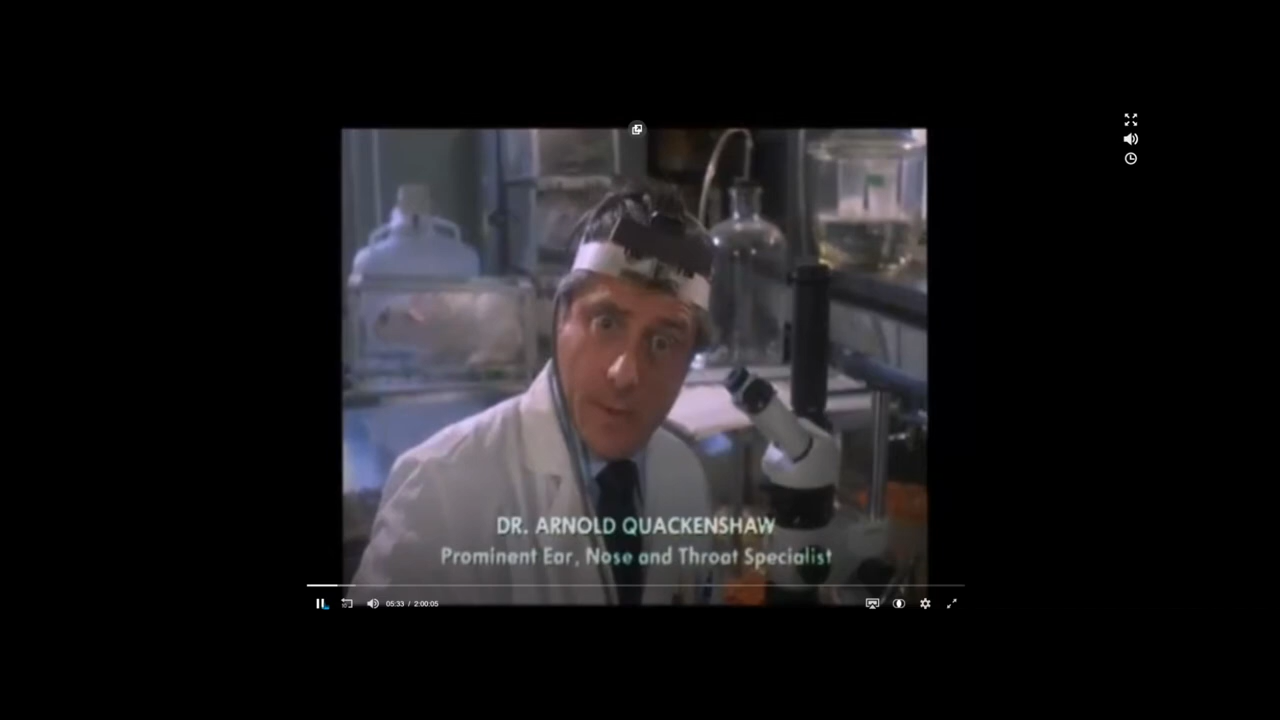 DR. ARNOLD QUACKENSHAW
Prominent Ear, Nose and Throat Specialist
05:33 / 2:00:05